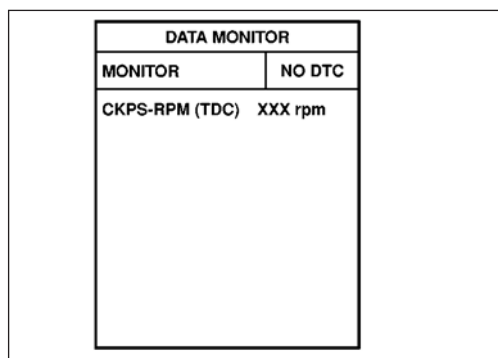 DATA MONITOR
MONITOR NO DTC
CKPS-RPM (TDC) XXX rpm